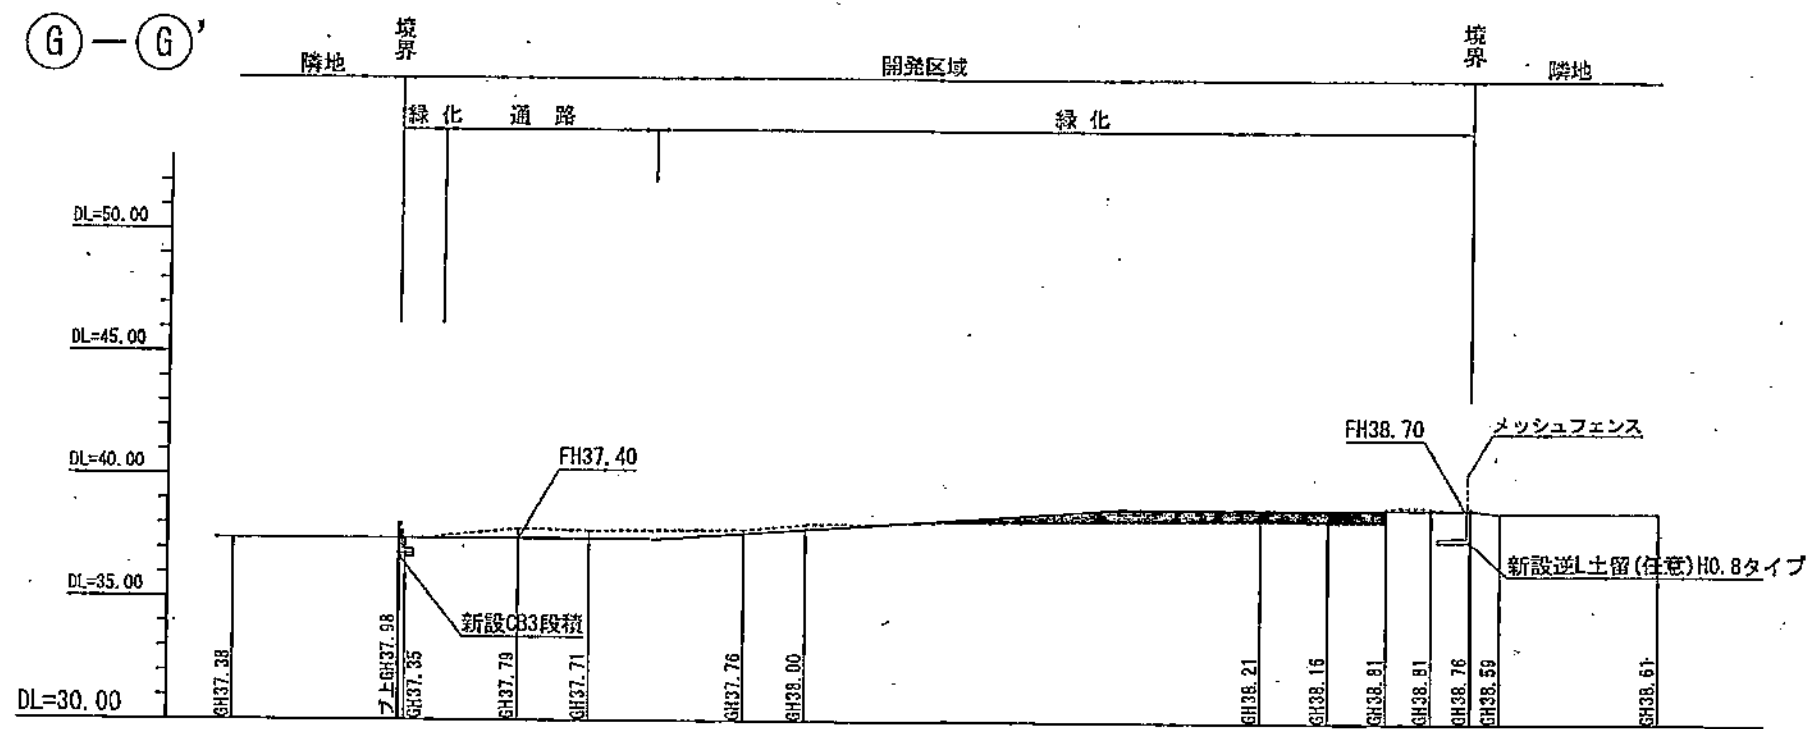 G-G'
境界
境界
隣地
開発区域
隣地
緑化
通路
緑化
DL=50.00
DL=45.00
DL=40.00
DL=35.00
DL=30.00
FH37.40
FH38.70
メッシュフェンス
新設CB3段積
新設逆L土留(任意)H0.8タイプ
GH37.38
ブ上GH37.98
GH37.35
GH37.79
GH37.71
GH37.76
GH38.00
GH38.21
GH38.16
GH38.81
GH38.81
GH38.76
GH38.59
GH38.61